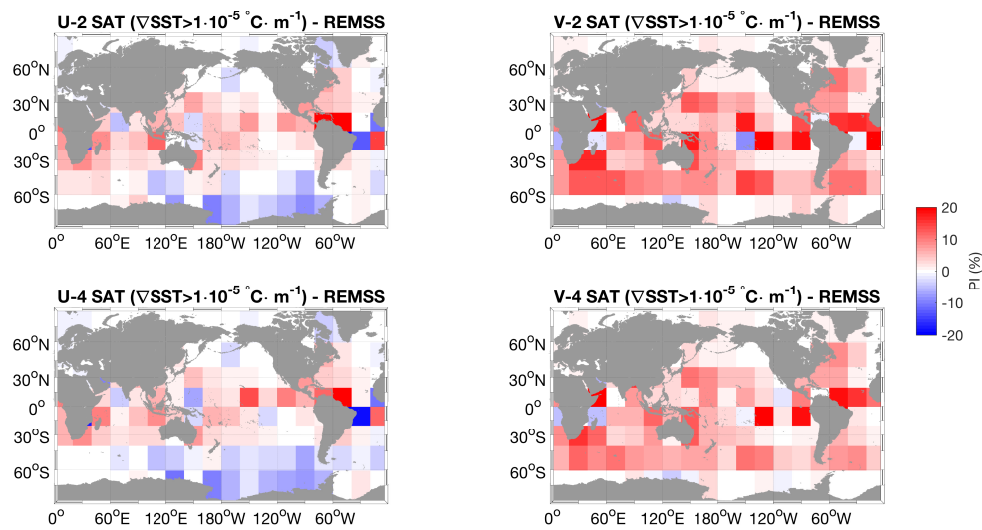 U-2 SAT (∇SST>1·10⁻⁵ °C· m⁻¹) - REMSS
V-2 SAT (∇SST>1·10⁻⁵ °C· m⁻¹) - REMSS
60°N
30°N
0°
30°S
60°S
0° 60°E 120°E 180°W 120°W 60°W
60°N
30°N
0°
30°S
60°S
0° 60°E 120°E 180°W 120°W 60°W
U-4 SAT (∇SST>1·10⁻⁵ °C· m⁻¹) - REMSS
V-4 SAT (∇SST>1·10⁻⁵ °C· m⁻¹) - REMSS
60°N
30°N
0°
30°S
60°S
0° 60°E 120°E 180°W 120°W 60°W
60°N
30°N
0°
30°S
60°S
0° 60°E 120°E 180°W 120°W 60°W
20
10
0
-10
-20
PI (%)